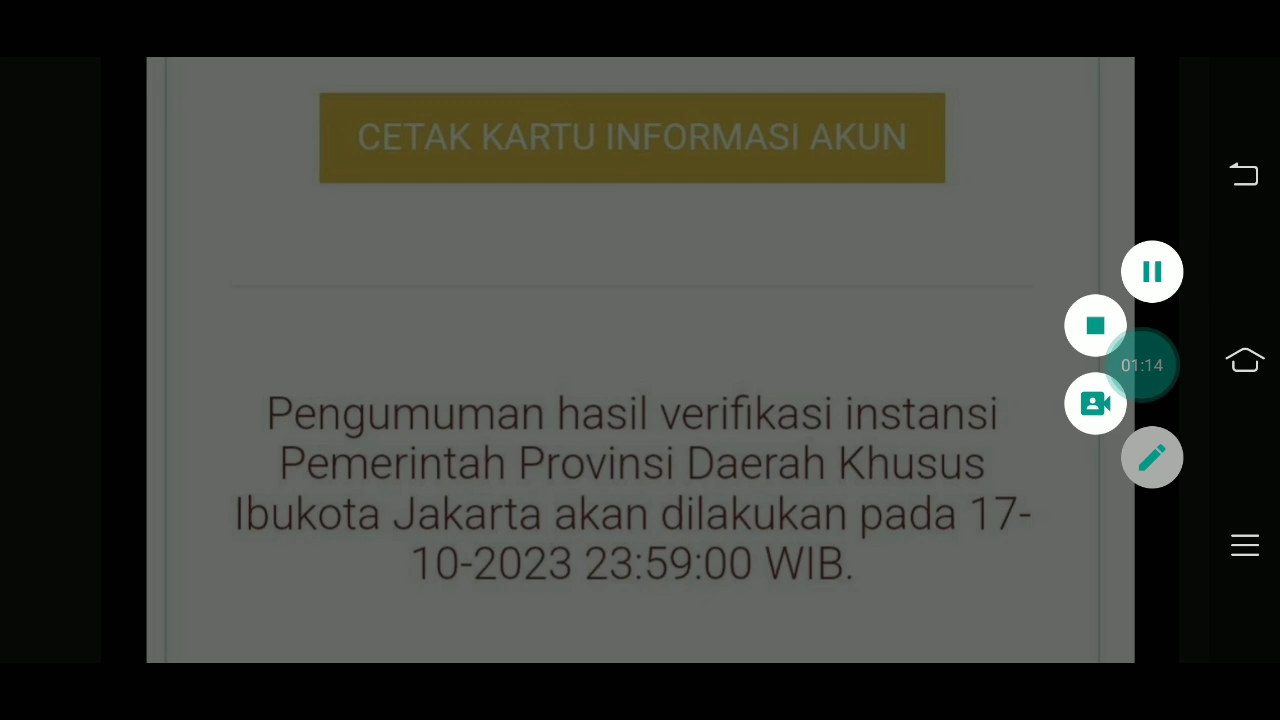 CETAK KARTU INFORMASI AKUN
01:14
Pengumuman hasil verifikasi instansi
Pemerintah Provinsi Daerah Khusus
Ibukota Jakarta akan dilakukan pada 17-
10-2023 23:59:00 WIB.